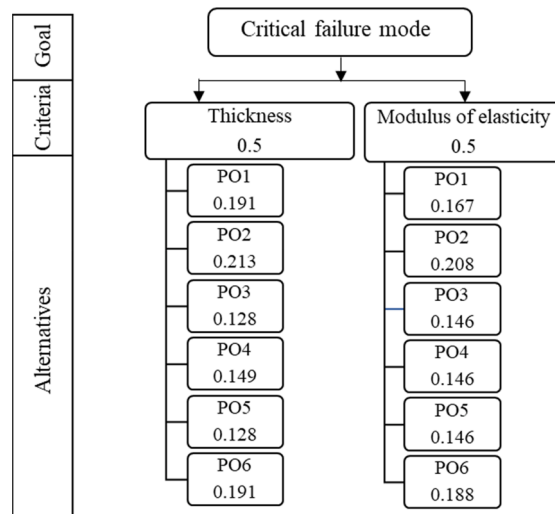 Goal
Critical failure mode
Criteria
Thickness
0.5
Modulus of elasticity
0.5
Alternatives
PO1
0.191
PO2
0.213
PO3
0.128
PO4
0.149
PO5
0.128
PO6
0.191
PO1
0.167
PO2
0.208
PO3
0.146
PO4
0.146
PO5
0.146
PO6
0.188